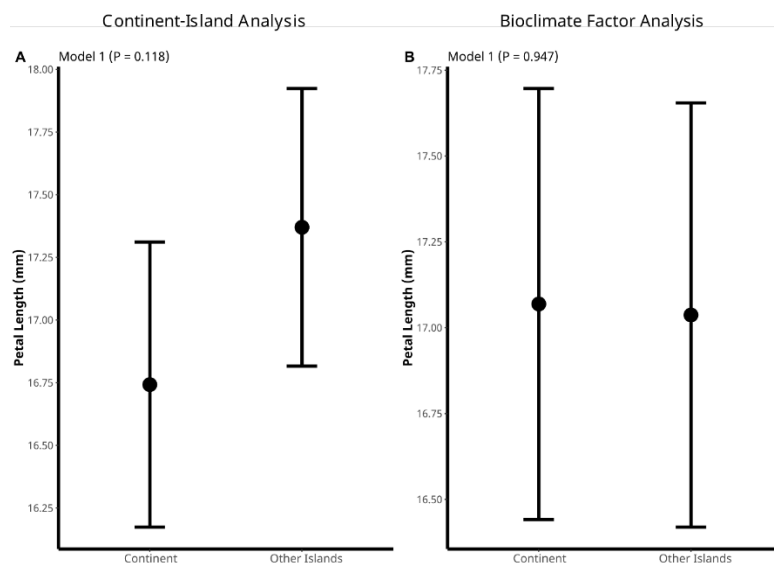 Continent-Island Analysis
Bioclimate Factor Analysis
A
Model 1 (P = 0.118)
18.00
17.75
17.50
17.25
17.00
16.75
16.50
16.25
Petal Length (mm)
Continent
Other Islands
B
Model 1 (P = 0.947)
17.75
17.50
17.25
17.00
16.75
16.50
Petal Length (mm)
Continent
Other Islands